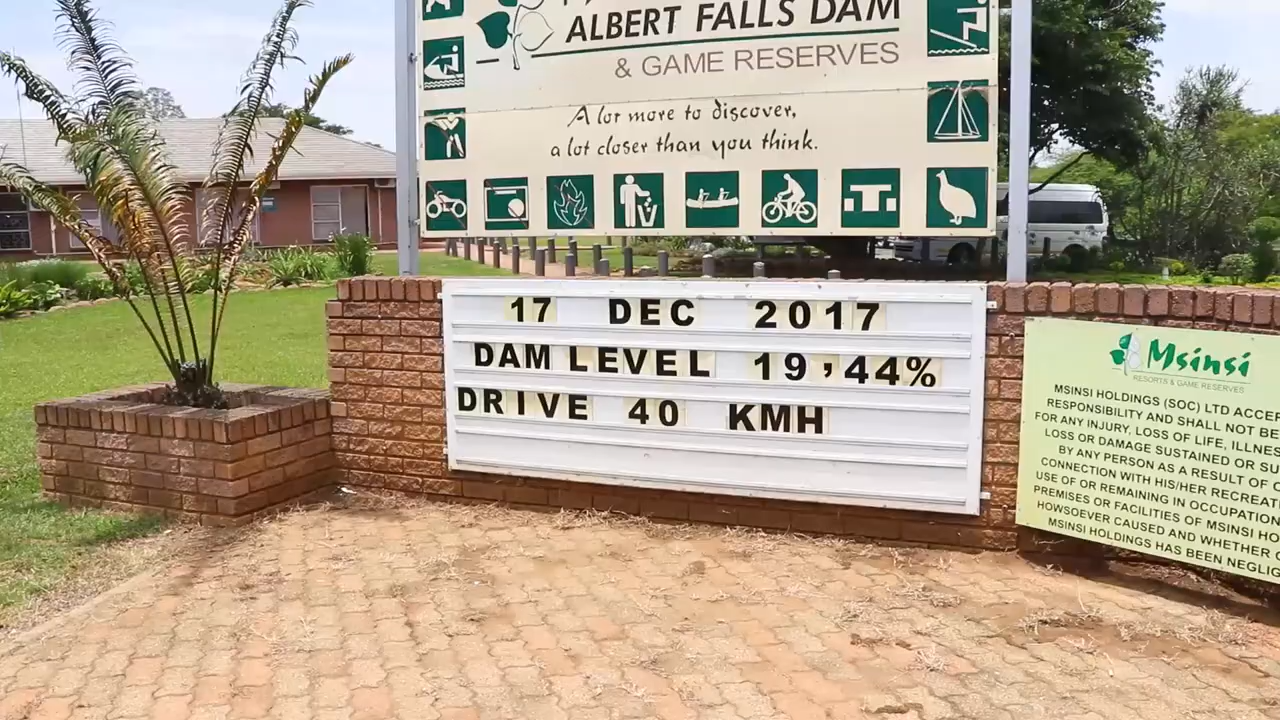 ALBERT FALLS DAM
& GAME RESERVES
A lot more to discover,
a lot closer than you think.
17 DEC 2017
DAM LEVEL 19,44%
DRIVE 40 KMH
Msinsi
RESORTS & GAME RESERVES
MSINSI HOLDINGS (SOC) LTD ACCE
RESPONSIBILITY AND SHALL NOT BE
FOR ANY INJURY, LOSS OF LIFE, ILLNES
LOSS OR DAMAGE SUSTAINED OR SU
BY ANY PERSON AS A RESULT OF
CONNECTION WITH HIS/HER RECREAT
USE OF OR REMAINING IN OCCUPATION
PREMISES OR FACILITIES OF MSINSI HO
HOWSOEVER CAUSED AND WHETHER
MSINSI HOLDINGS HAS BEEN NEGLIG